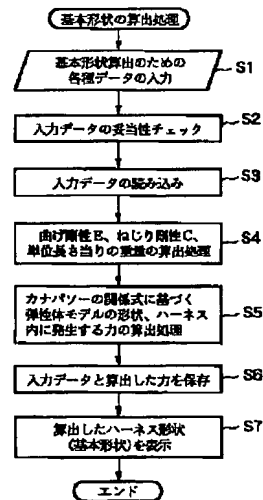 基本形状の算出処理
基本形状算出のための
各種データの入力
S1
S2
入力データの妥当性チェック
S3
入力データの読み込み
S4
曲げ剛性E、ねじり剛性C、
単位長さ当りの重量の算出処理
カナパソーの関係式に基づく
弾性体モデルの形状、ハーネス
内に発生する力の算出処理
S5
S6
入力データと算出した力を保存
S7
算出したハーネス形状
(基本形状)を表示
エンド